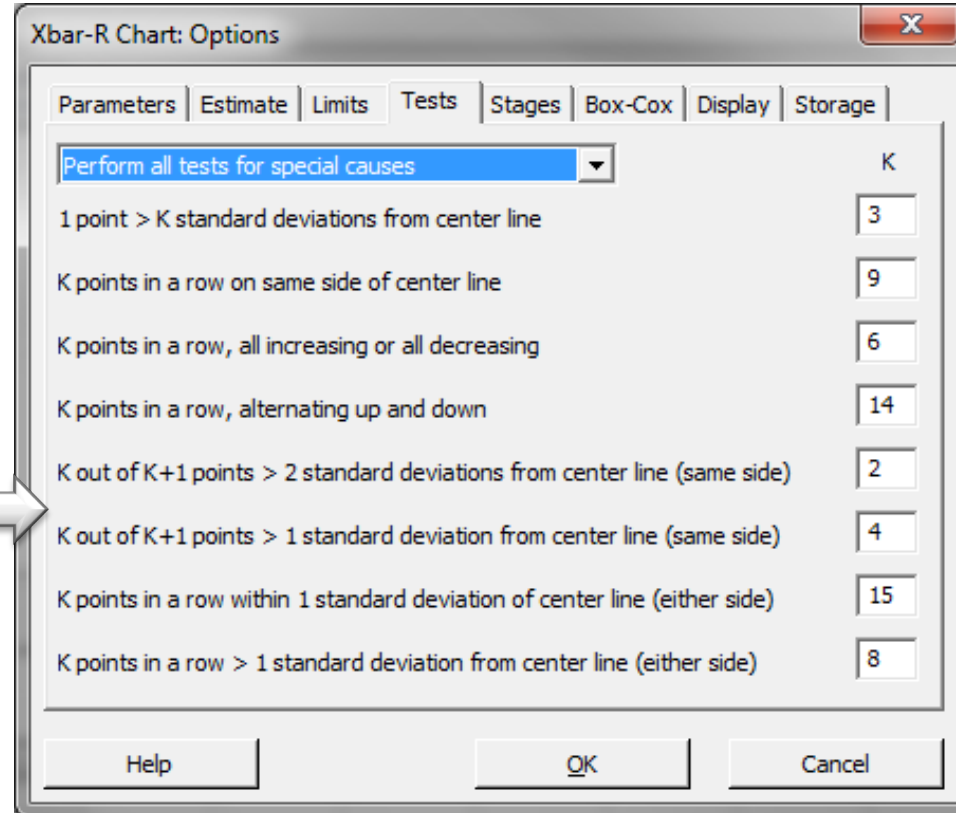 Xbar-R Chart: Options
X
Parameters Estimate Limits Tests Stages Box-Cox Display Storage
Perform all tests for special causes K
1 point > K standard deviations from center line 3
K points in a row on same side of center line 9
K points in a row, all increasing or all decreasing 6
K points in a row, alternating up and down 14
K out of K+1 points > 2 standard deviations from center line (same side) 2
K out of K+1 points > 1 standard deviation from center line (same side) 4
K points in a row within 1 standard deviation of center line (either side) 15
K points in a row > 1 standard deviation from center line (either side) 8
Help OK Cancel